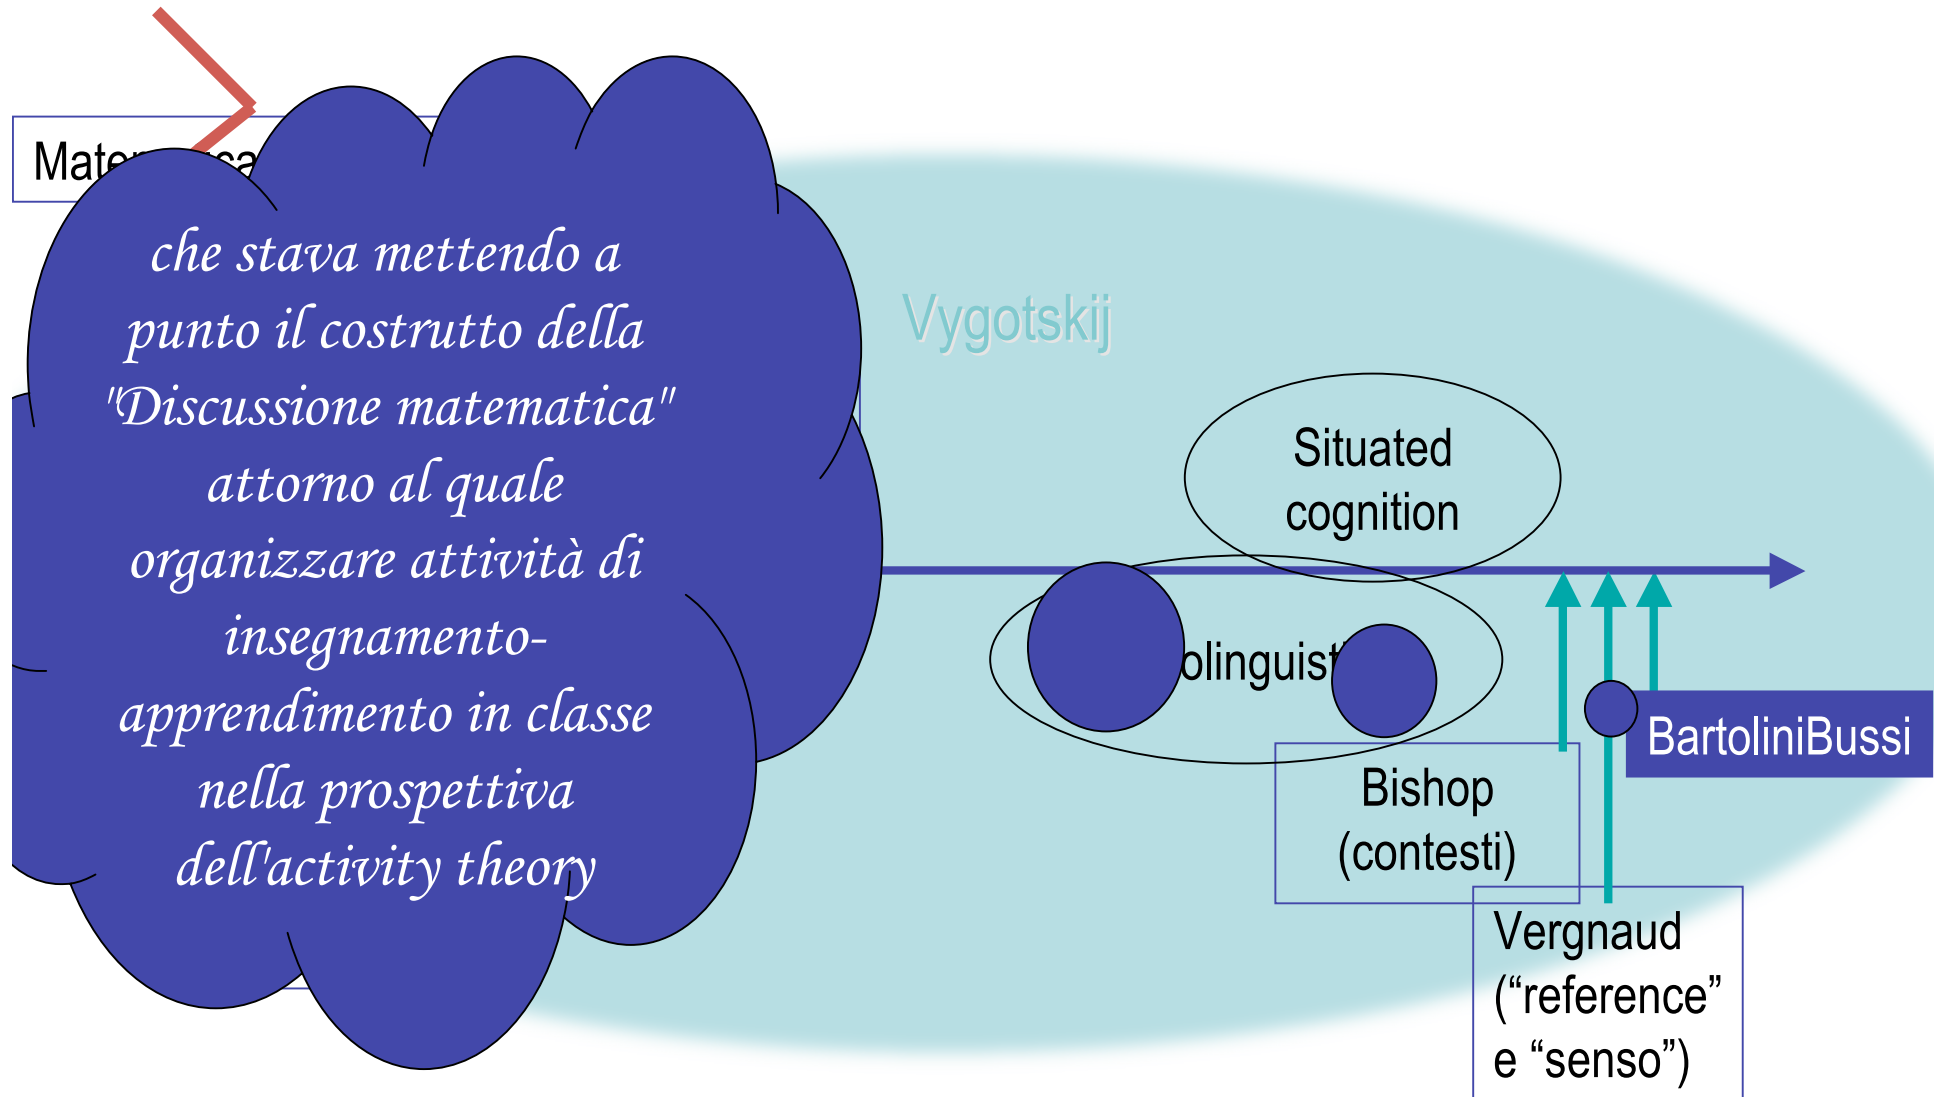 che stava mettendo a
punto il costrutto della
"Discussione matematica"
attorno al quale
organizzare attività di
insegnamento-
apprendimento in classe
nella prospettiva
dell'activity theory
Vygotskij
Situated
cognition
BartoliniBussi
Bishop
(contesti)
Vergnaud
(“reference”
e “senso”)